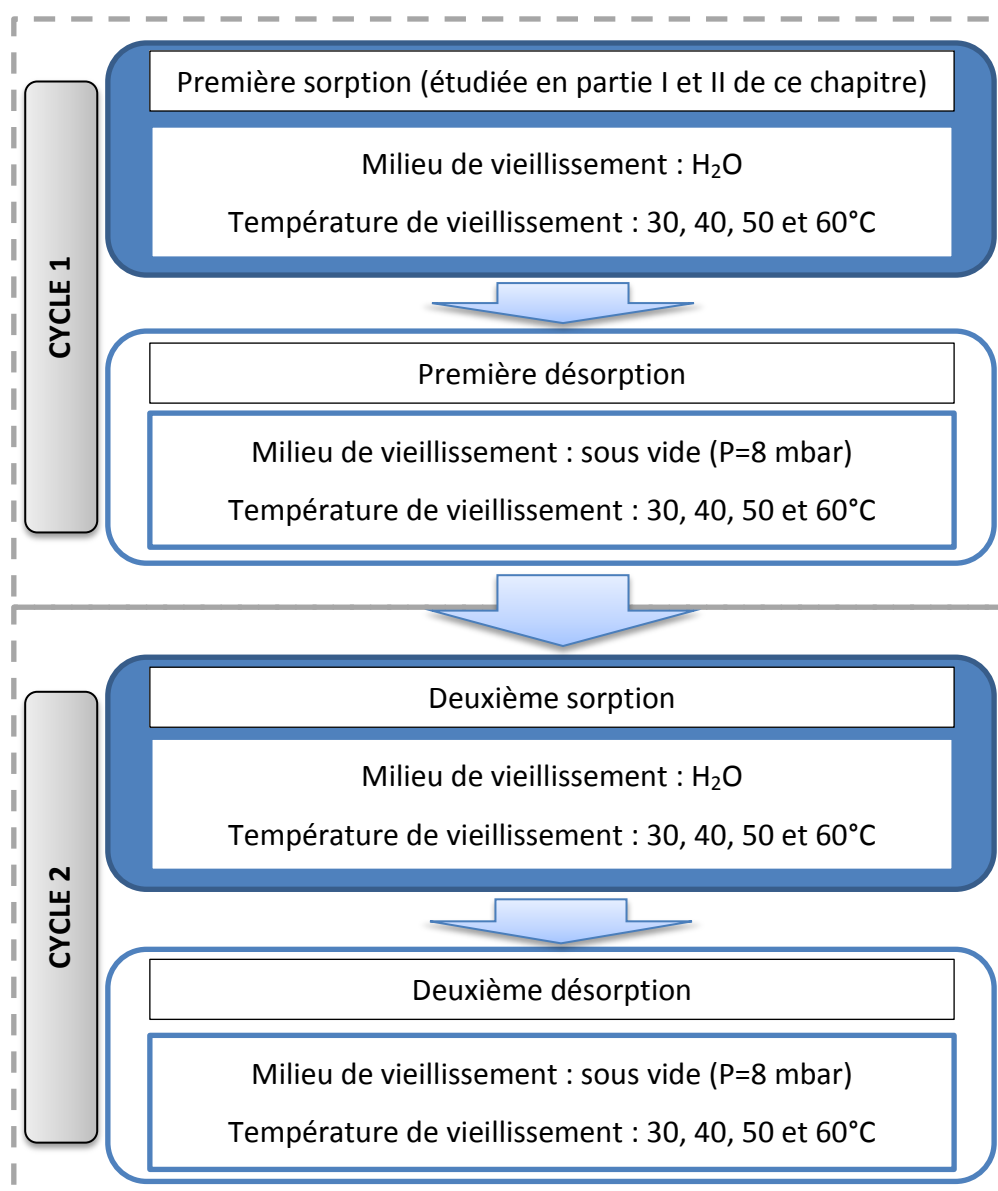 CYCLE 1
Première sorption (étudiée en partie I et II de ce chapitre)
Milieu de vieillissement : H₂O
Température de vieillissement : 30, 40, 50 et 60°C
Première désorption
Milieu de vieillissement : sous vide (P=8 mbar)
Température de vieillissement : 30, 40, 50 et 60°C
CYCLE 2
Deuxième sorption
Milieu de vieillissement : H₂O
Température de vieillissement : 30, 40, 50 et 60°C
Deuxième désorption
Milieu de vieillissement : sous vide (P=8 mbar)
Température de vieillissement : 30, 40, 50 et 60°C